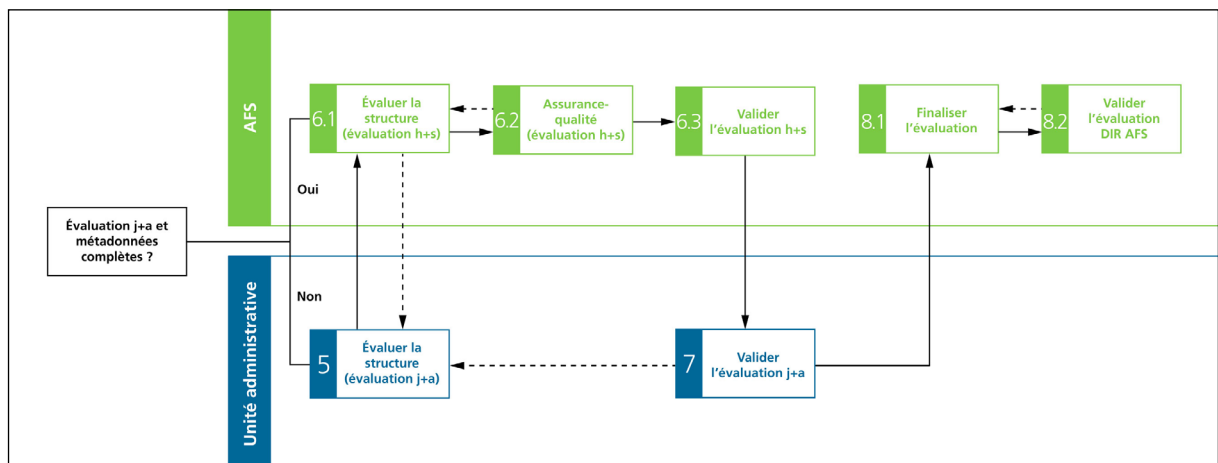 AFS
6.1
Évaluer la
structure
(évaluation h+s)
6.2
Assurance-
qualité
(évaluation h+s)
6.3
Valider
l'évaluation h+s
8.1
Finaliser
l'évaluation
8.2
Valider
l'évaluation
DIR AFS
Oui
Évaluation j+a et
métadonnées
complètes ?
Non
Unité administrative
5
Évaluer la
structure
(évaluation j+a)
7
Valider
l'évaluation j+a